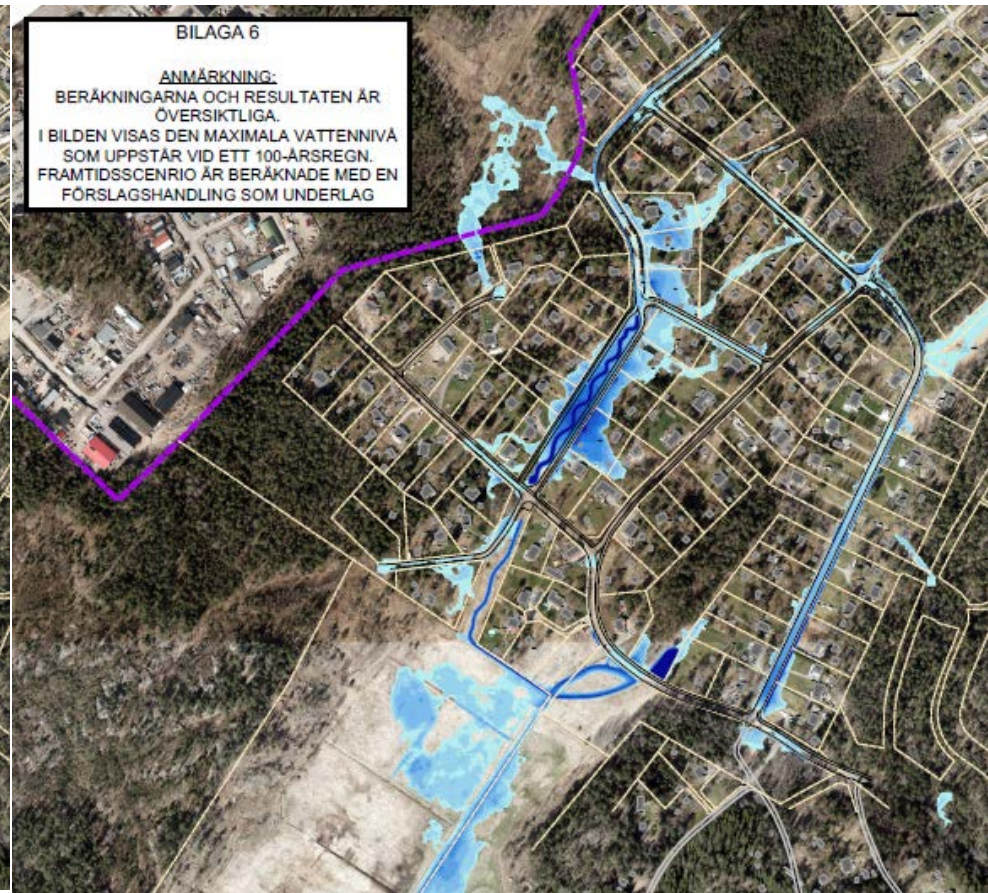 BILAGA 6
ANMÄRKNING:
BERÄKNINGARNA OCH RESULTATEN ÄR
ÖVERSIKTLIGA.
I BILDEN VISAS DEN MAXIMALA VATTENNIVÅ
SOM UPPSTÅR VID ETT 100-ÅRSREGN.
FRAMTIDSSCENRIO ÄR BERÄKNADE MED EN
FÖRSLAGSHANDLING SOM UNDERLAG